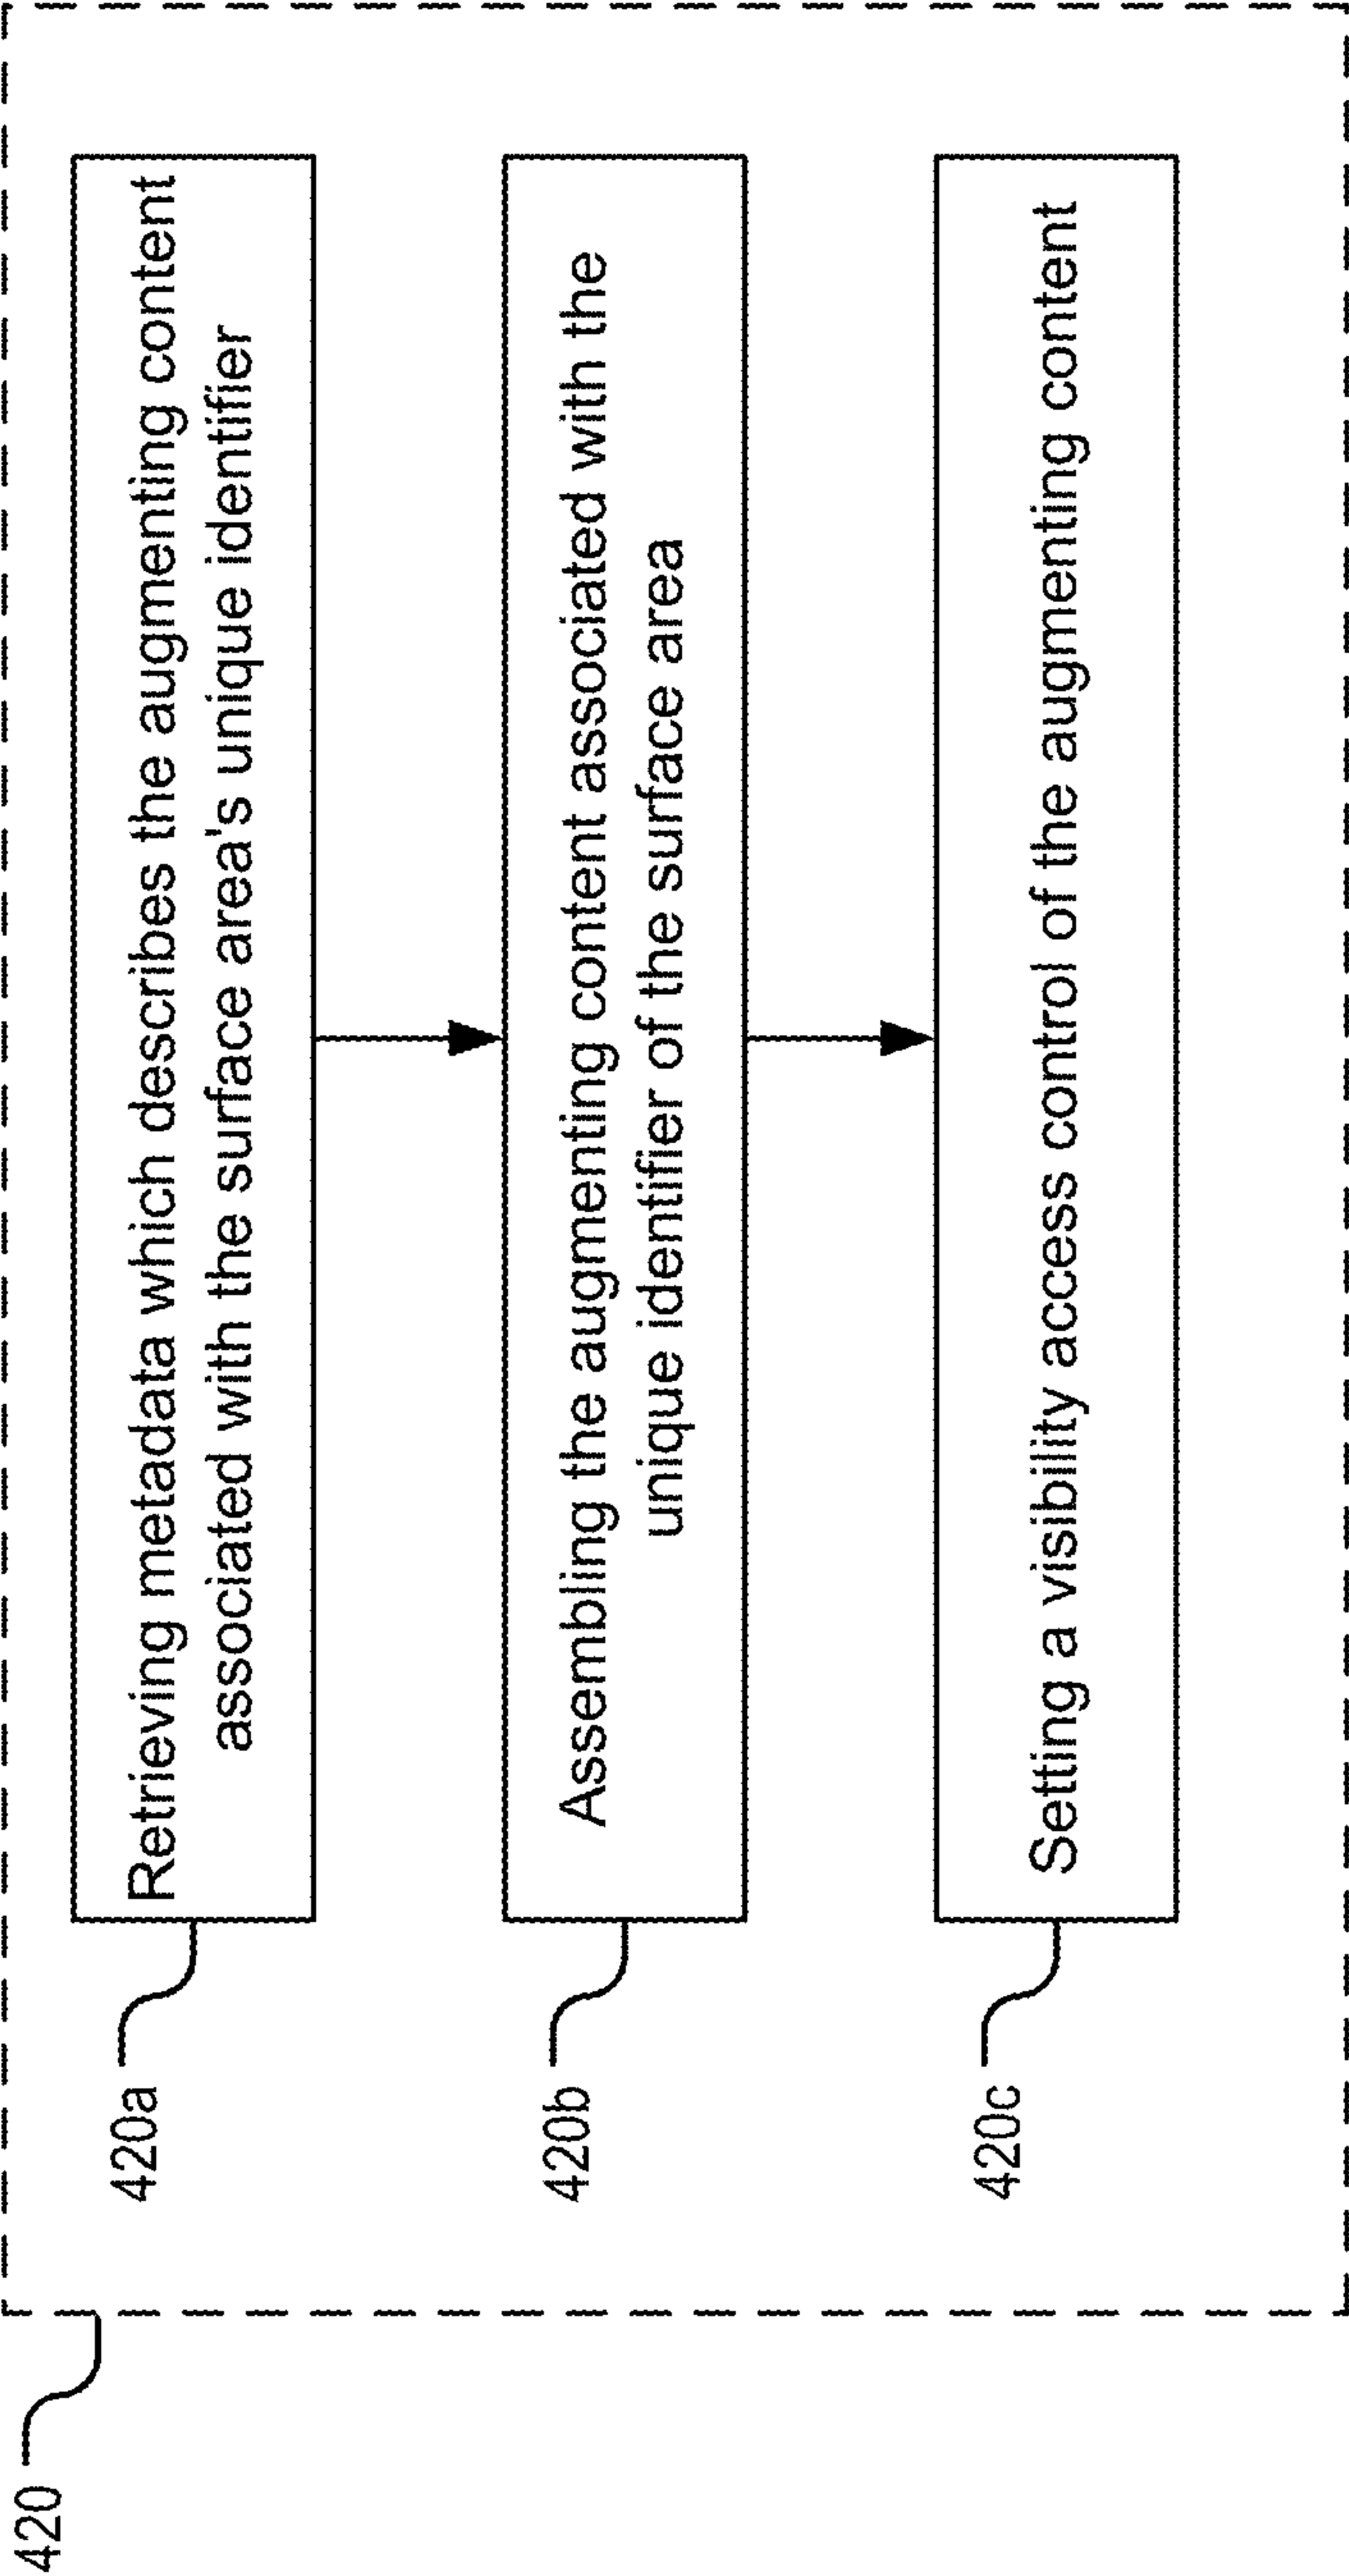 420
420a
Retrieving metadata which describes the augmenting content
associated with the surface area's unique identifier
420b
Assembling the augmenting content associated with the
unique identifier of the surface area
420c
Setting a visibility access control of the augmenting content